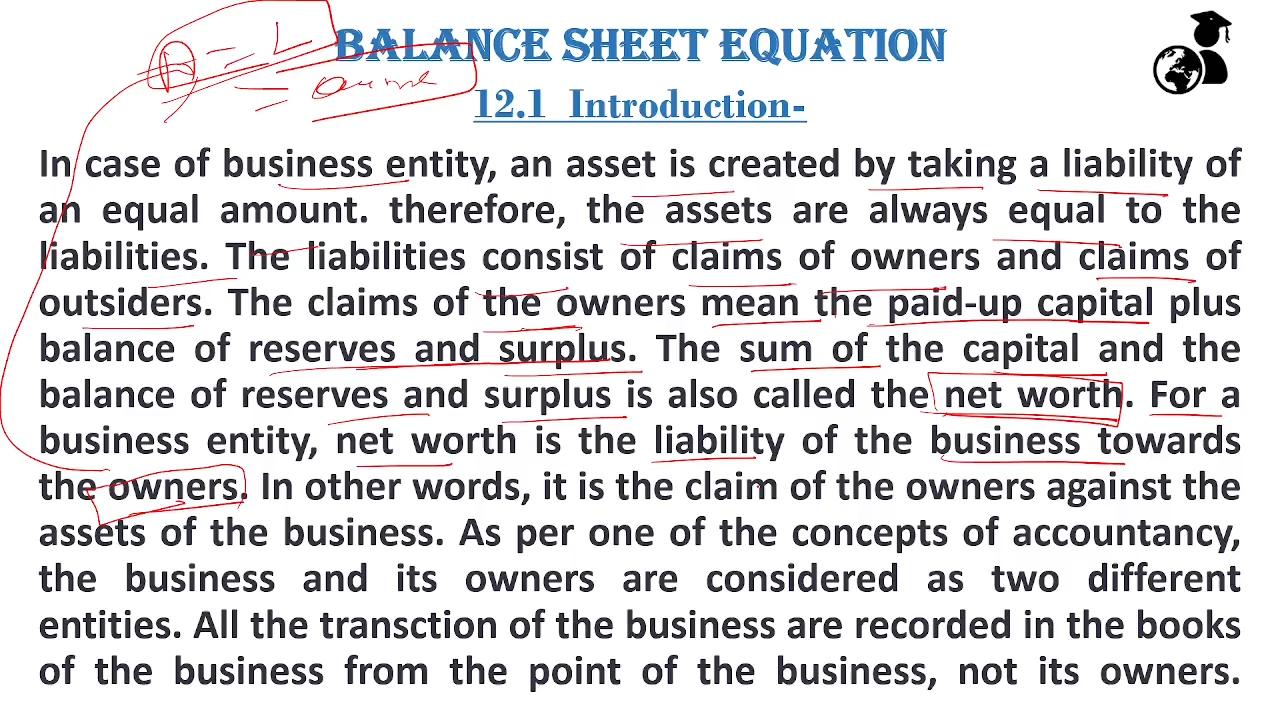 BALANCE SHEET EQUATION
A = L
12.1 Introduction-
In case of business entity, an asset is created by taking a liability of
an equal amount. therefore, the assets are always equal to the
liabilities. The liabilities consist of claims of owners and claims of
outsiders. The claims of the owners mean the paid-up capital plus
balance of reserves and surplus. The sum of the capital and the
balance of reserves and surplus is also called the net worth. For a
business entity, net worth is the liability of the business towards
the owners. In other words, it is the claim of the owners against the
assets of the business. As per one of the concepts of accountancy,
the business and its owners are considered as two different
entities. All the transction of the business are recorded in the books
of the business from the point of the business, not its owners.